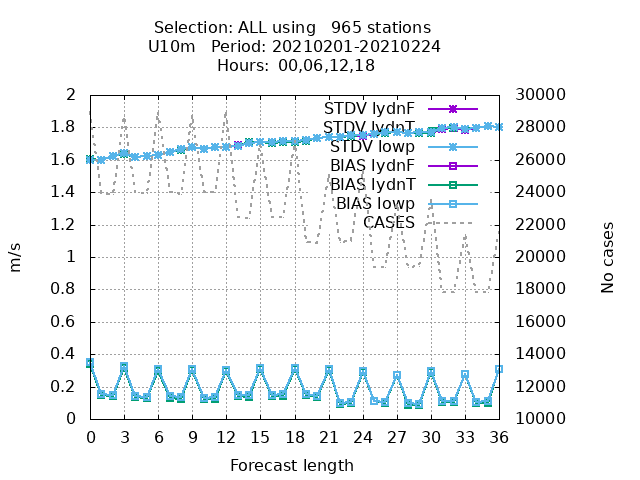 Selection: ALL using   965 stations
U10m   Period: 20210201-20210224
Hours:  00,06,12,18
2
1.8
1.6
1.4
1.2
1
0.8
0.6
0.4
0.2
0
30000
28000
26000
24000
22000
20000
18000
16000
14000
12000
10000
STDV lydnF
STDV lydnT
STDV lowp
BIAS lydnF
BIAS lydnT
BIAS lowp
CASES
m/s
No cases
0 3 6 9 12 15 18 21 24 27 30 33 36
Forecast length